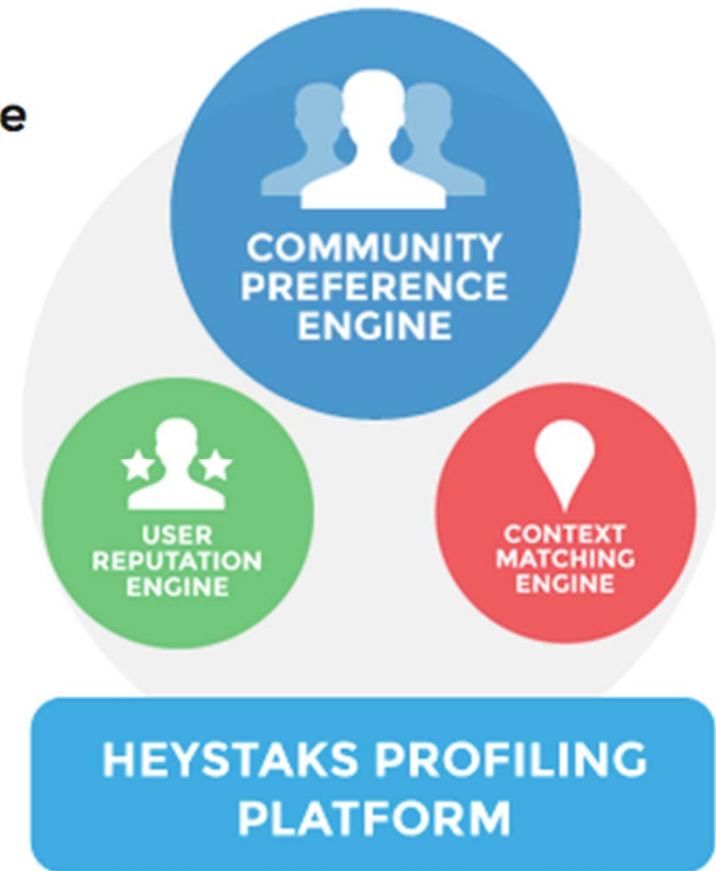 e
COMMUNITY
PREFERENCE
ENGINE
USER
REPUTATION
ENGINE
CONTEXT
MATCHING
ENGINE
HEYSTAKS PROFILING
PLATFORM